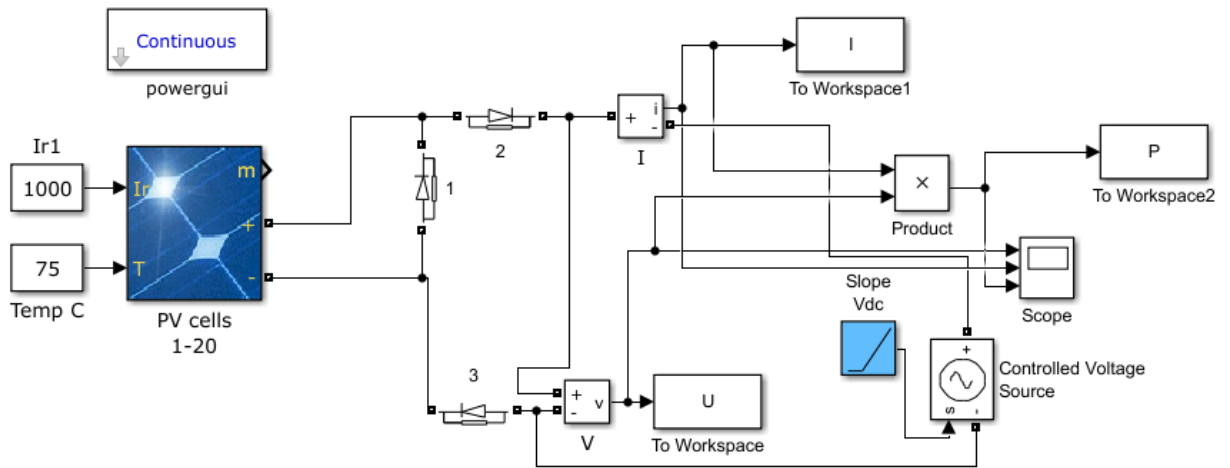 Continuous
powergui
Ir1
1000
75
Temp C
Ir
T
m
+
-
PV cells
1-20
2
1
3
+
i
-
I
I
To Workspace1
×
Product
P
To Workspace2
Scope
Slope
Vdc
+
s
-
Controlled Voltage
Source
+
-
v
V
U
To Workspace